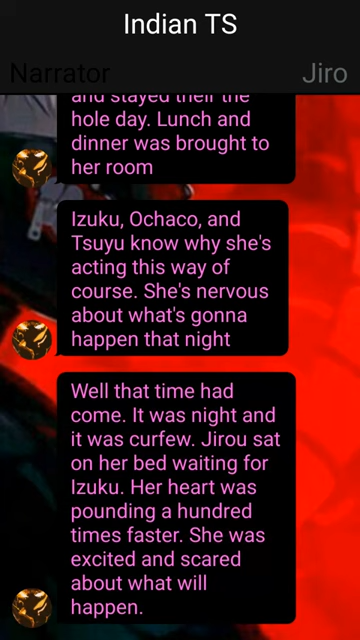 Indian TS
Narrator
Jiro
and stayed their the
hole day. Lunch and
dinner was brought to
her room
Izuku, Ochaco, and
Tsuyu know why she's
acting this way of
course. She's nervous
about what's gonna
happen that night
Well that time had
come. It was night and
it was curfew. Jirou sat
on her bed waiting for
Izuku. Her heart was
pounding a hundred
times faster. She was
excited and scared
about what will
happen.